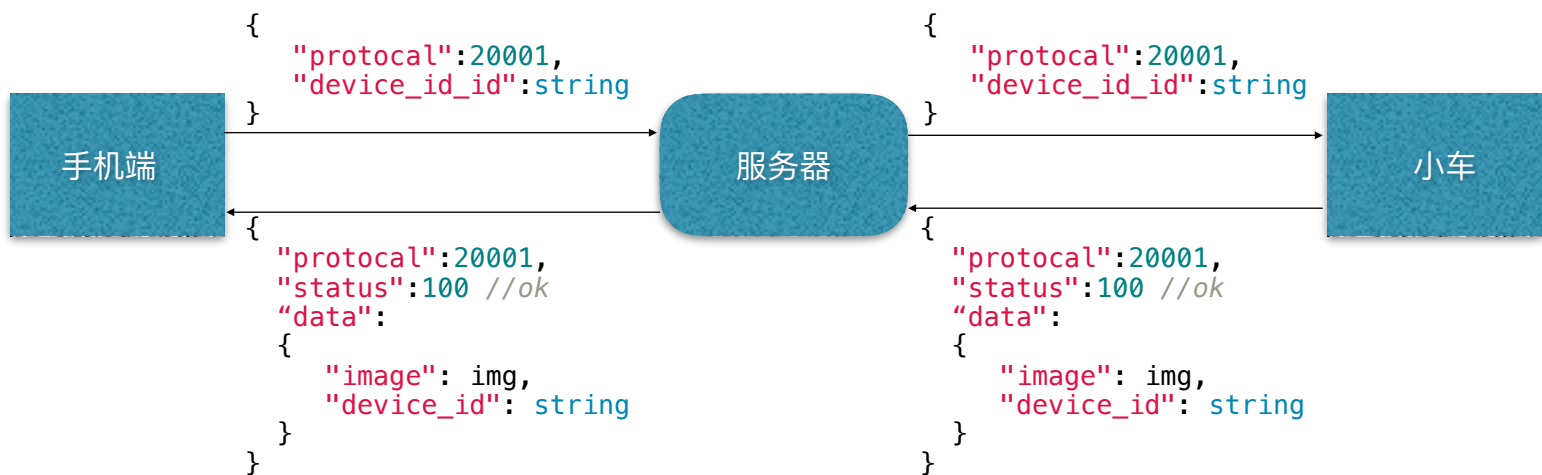 {
"protocal":20001,
"device_id_id":string
}
{
"protocal":20001,
"device_id_id":string
}
手机端
服务器
小车
{
"protocal":20001,
"status":100 //ok
“data":
{
"image": img,
"device_id": string
}
}
{
"protocal":20001,
"status":100 //ok
“data":
{
"image": img,
"device_id": string
}
}